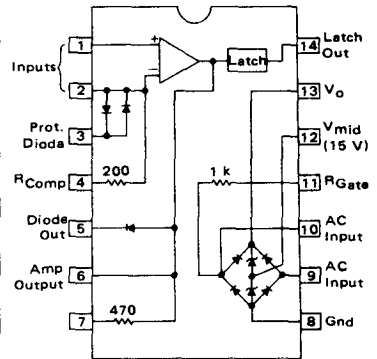 1
Inputs
2
3
Prot.
Dioda
RComp
4
200
Diode
Out
5
Amp
Output
6
7
470
+
−
Latch
14
Latch
Out
13
Vo
12
Vmid
(15 V)
1 k
11
RGate
10
AC
Input
9
AC
Input
8
Gnd